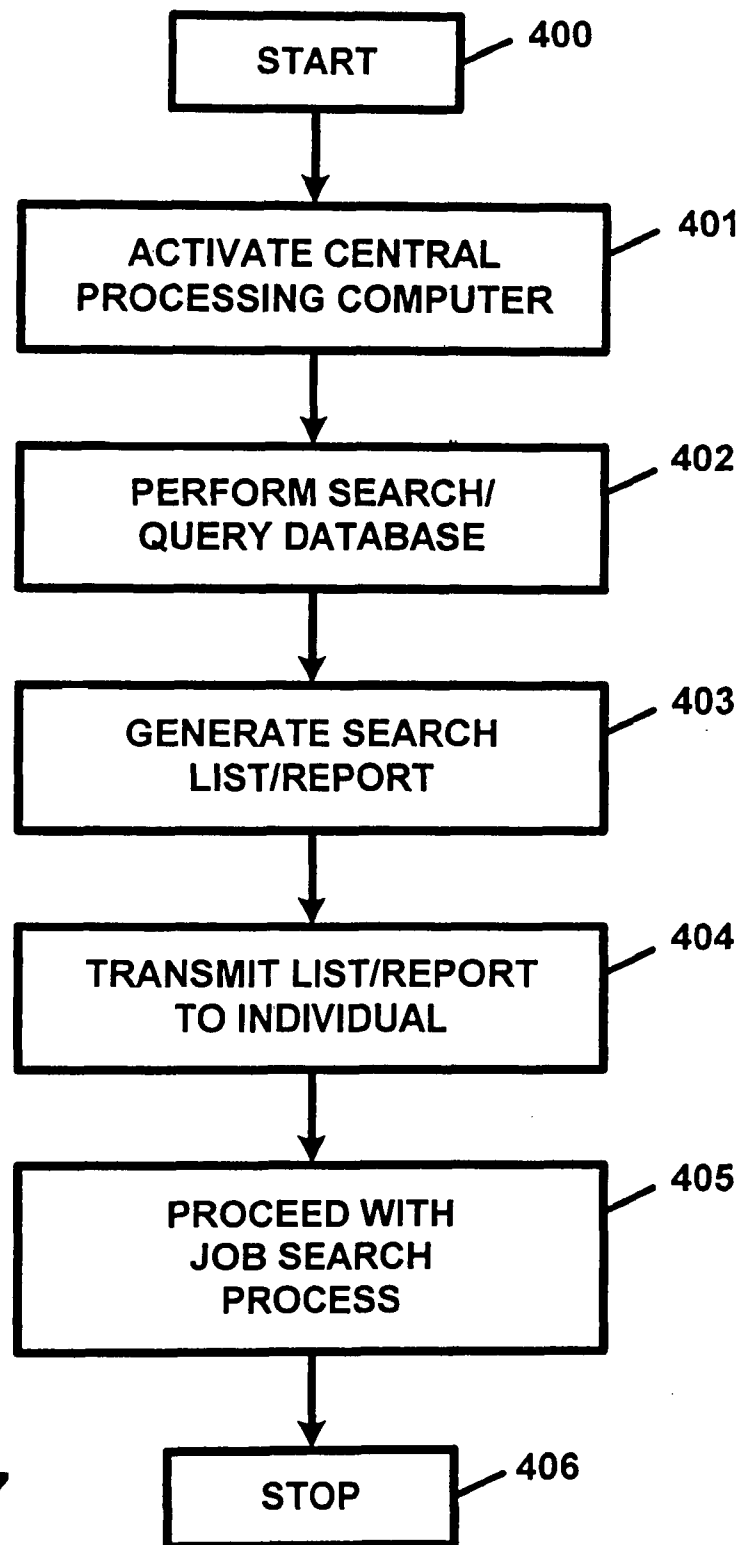 START
400
ACTIVATE CENTRAL
PROCESSING COMPUTER
401
PERFORM SEARCH/
QUERY DATABASE
402
GENERATE SEARCH
LIST/REPORT
403
TRANSMIT LIST/REPORT
TO INDIVIDUAL
404
PROCEED WITH
JOB SEARCH
PROCESS
405
STOP
406